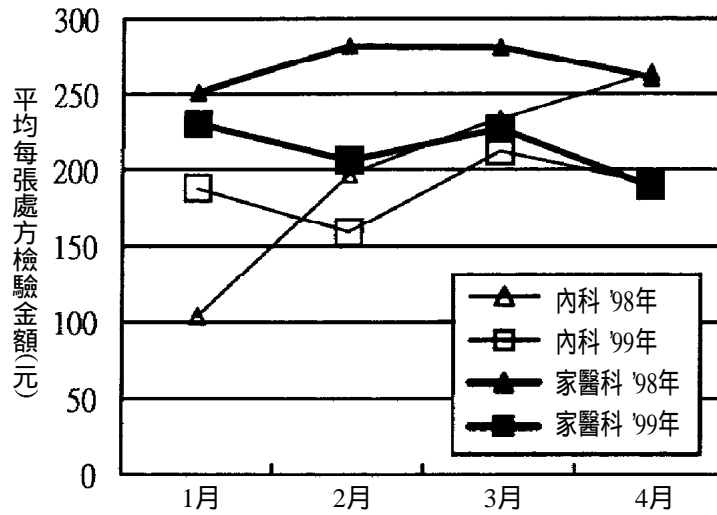 300
250
200
150
100
50
0
平均每張處方檢驗金額(元)
1月
2月
3月
4月
內科 '98年
內科 '99年
家醫科 '98年
家醫科 '99年